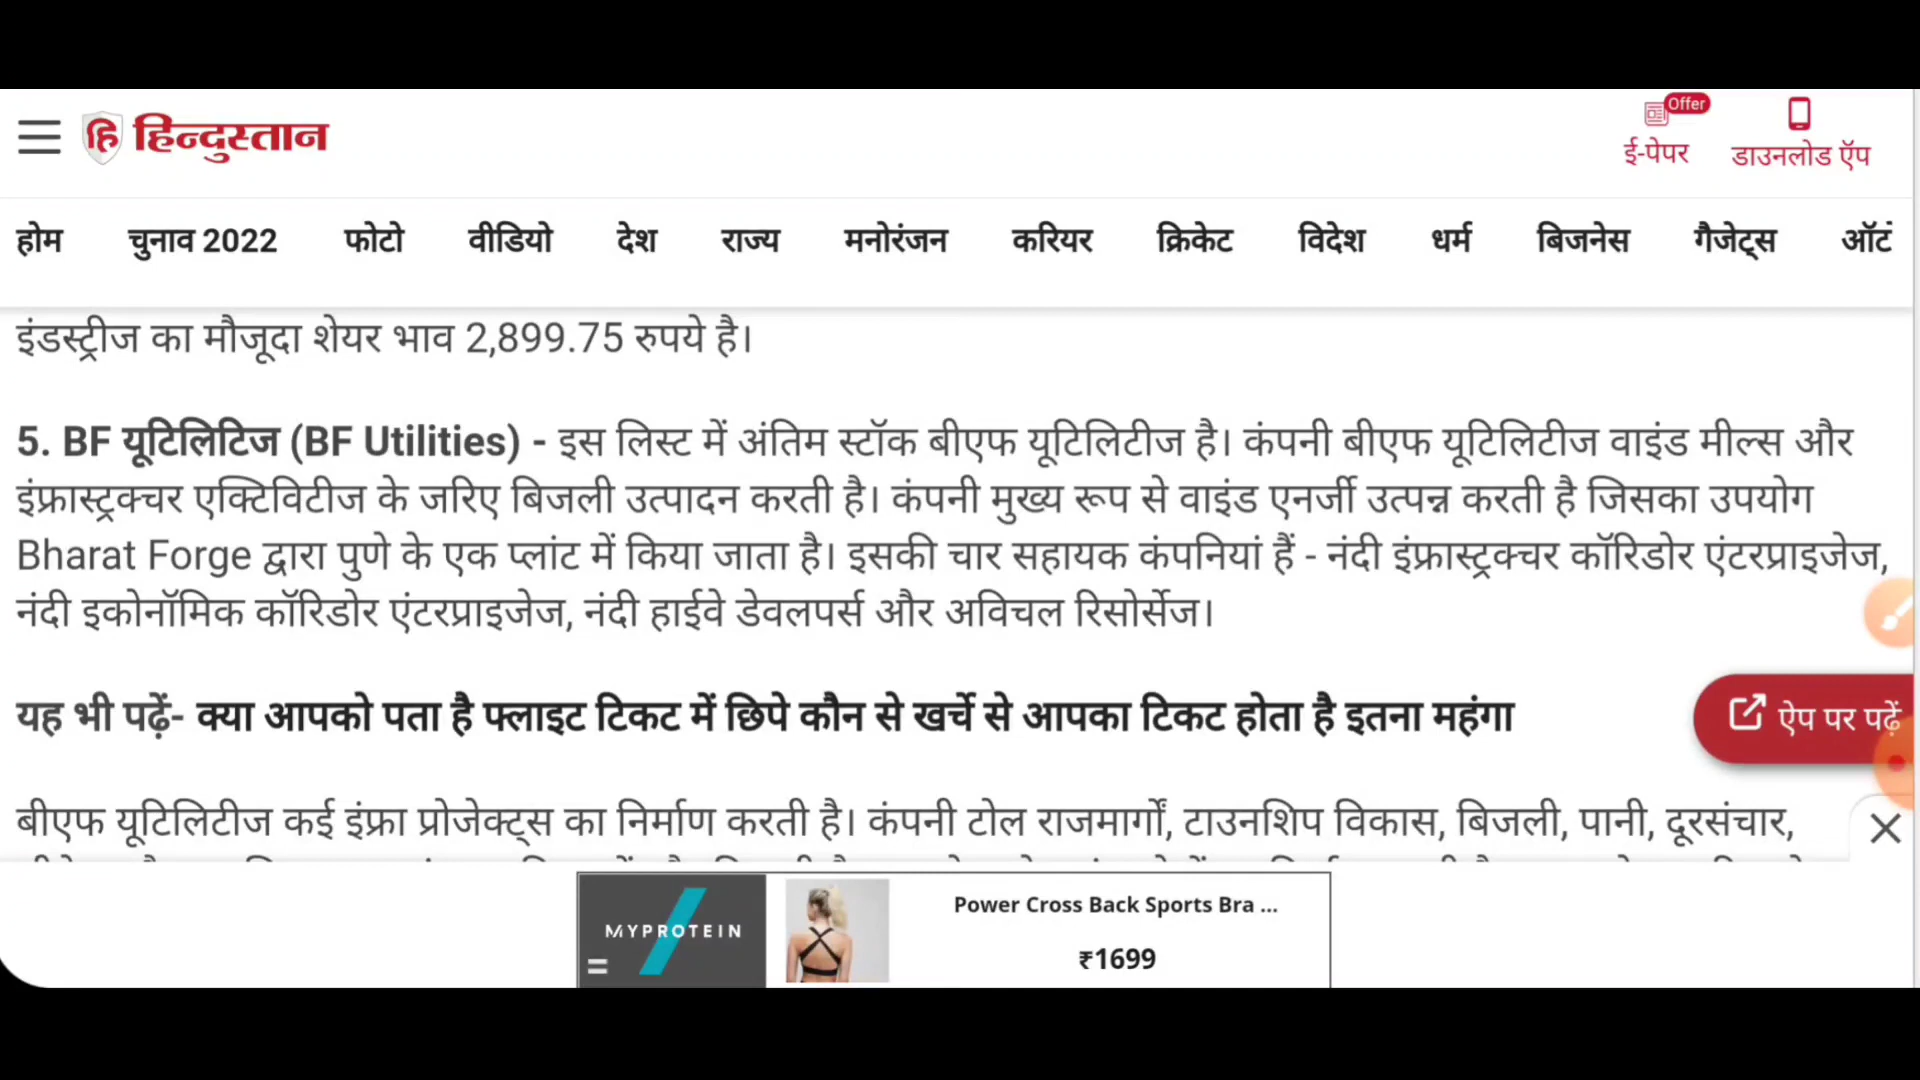 हि हिन्दुस्तान
Offer
ई-पेपर
डाउनलोड ऍप
होम चुनाव 2022 फोटो वीडियो देश राज्य मनोरंजन करियर क्रिकेट विदेश धर्म बिजनेस गैजेट्स
इंडस्ट्रीज का मौजूदा शेयर भाव 2,899.75 रुपये है।
5. BF यूटिलिटिज (BF Utilities) - इस लिस्ट में अंतिम स्टॉक बीएफ यूटिलिटीज है। कंपनी बीएफ यूटिलिटीज वाइंड मील्स और
इंफ्रास्ट्रक्चर एक्टिविटीज के जरिए बिजली उत्पादन करती है। कंपनी मुख्य रूप से वाइंड एनर्जी उत्पन्न करती है जिसका उपयोग
Bharat Forge द्वारा पुणे के एक प्लांट में किया जाता है। इसकी चार सहायक कंपनियां हैं - नंदी इंफ्रास्ट्रक्चर कॉरिडोर एंटरप्राइजेज,
नंदी इकोनॉमिक कॉरिडोर एंटरप्राइजेज, नंदी हाईवे डेवलपर्स और अविचल रिसोर्सेज।
यह भी पढ़ें- क्या आपको पता है फ्लाइट टिकट में छिपे कौन से खर्चे से आपका टिकट होता है इतना महंगा
ऐप पर पढ़ें
बीएफ यूटिलिटीज कई इंफ्रा प्रोजेक्ट्स का निर्माण करती है। कंपनी टोल राजमार्गों, टाउनशिप विकास, बिजली, पानी, दूरसंचार,
MYPROTEIN
Power Cross Back Sports Bra ...
₹1699